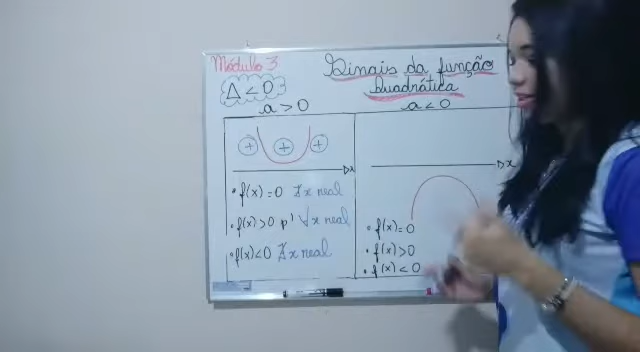 Módulo 3
Sinais da função
Quadrática
Δ < 0
a > 0
a < 0
+ + +
x
x
• f(x) = 0 ∄ x real
• f(x) > 0 p/ ∀ x real
• f(x) < 0 ∄ x real
• f(x) = 0
• f(x) > 0
• f(x) < 0